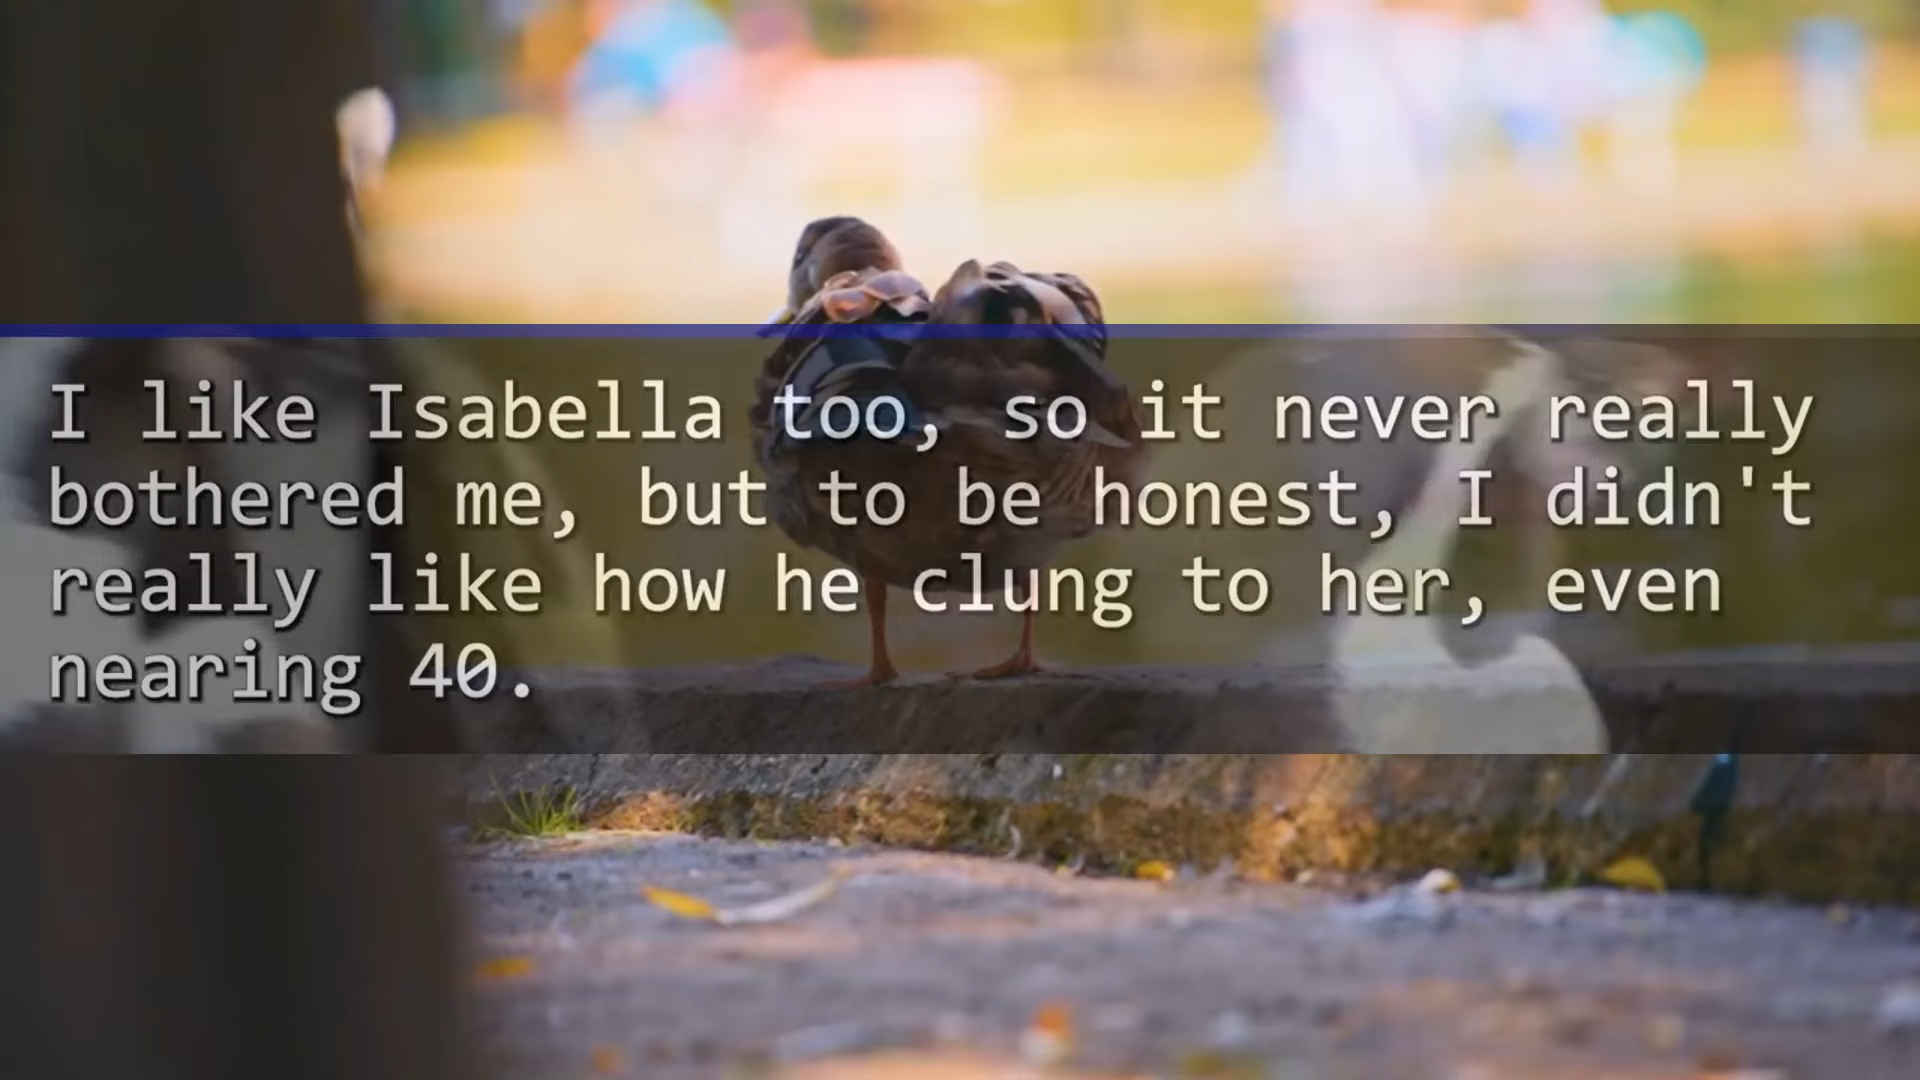 I like Isabella too, so it never really
bothered me, but to be honest, I didn't
really like how he clung to her, even
nearing 40.